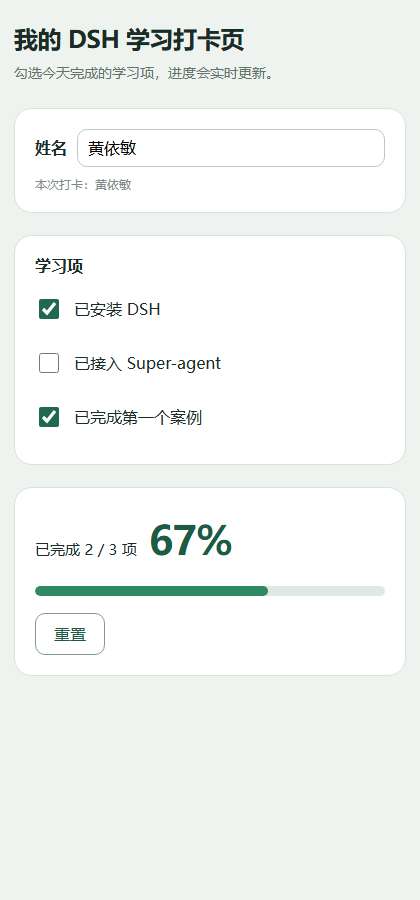 我的 DSH 学习打卡页
勾选今天完成的学习项，进度会实时更新。
姓名 黄依敏
本次打卡：黄依敏
学习项
已安装 DSH
已接入 Super-agent
已完成第一个案例
已完成 2 / 3 项 67%
重置